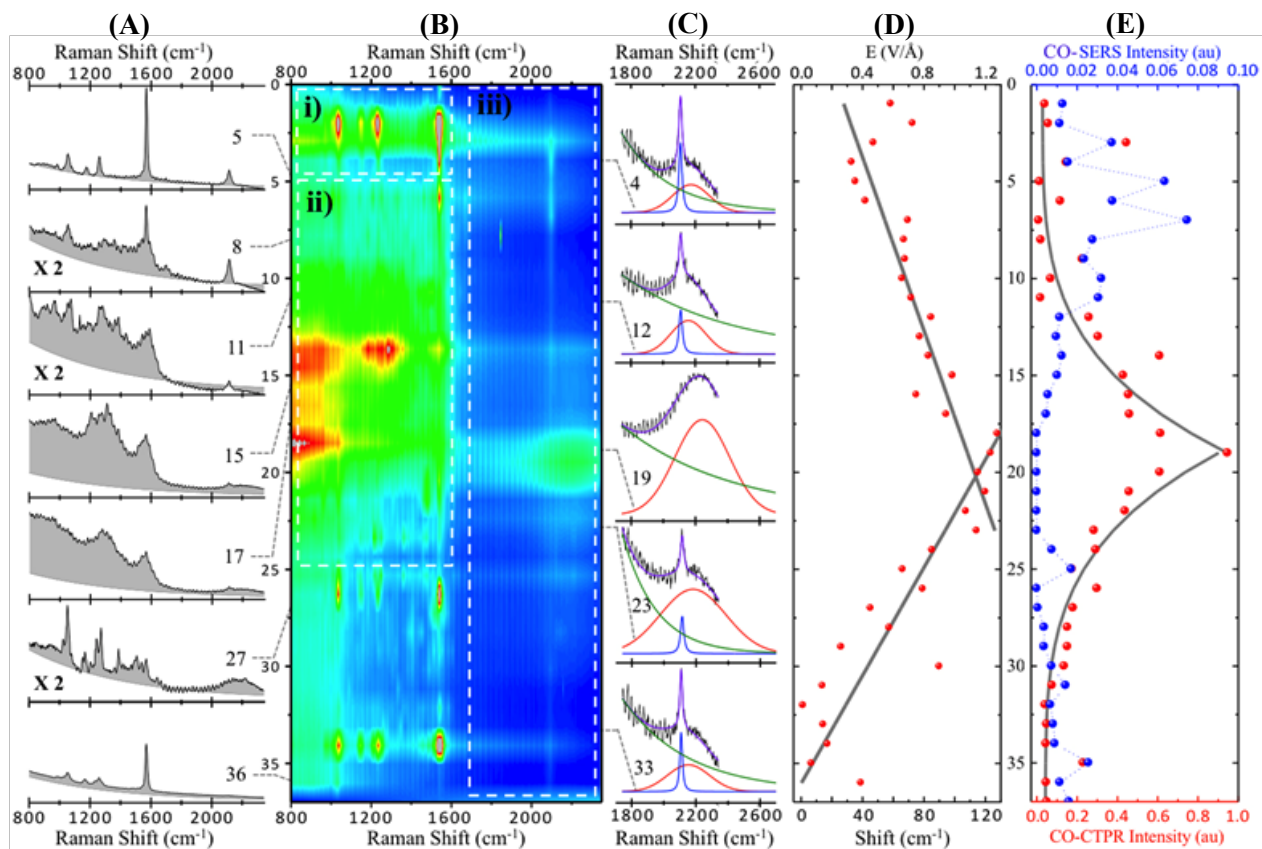 (A) (B) (C) (D) (E)
Raman Shift (cm-1) Raman Shift (cm-1) Raman Shift (cm-1) E (V/Å) CO-SERS Intensity (au)
800 1200 1600 2000 800 1200 1600 2000 1800 2200 2600 0.0 0.4 0.8 1.2 0.00 0.02 0.04 0.06 0.08 0.10
0 0
i) iii)
5
4
5 5
ii)
8
X 2
10 10
12
11
X 2
15 15
15
19
20 20
17
23
25 25
27
X 2
30 30
33
35 35
36
800 1200 1600 2000 800 1200 1600 2000 1800 2200 2600 0 40 80 120 0.0 0.2 0.4 0.6 0.8 1.0
Raman Shift (cm-1) Raman Shift (cm-1) Raman Shift (cm-1) Shift (cm-1) CO-CTPR Intensity (au)